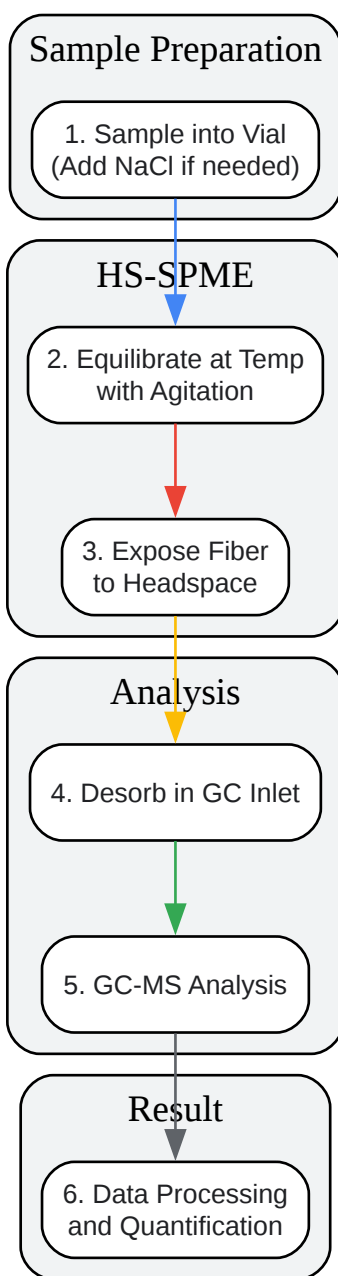 Sample Preparation
1. Sample into Vial
(Add NaCl if needed)
HS-SPME
2. Equilibrate at Temp
with Agitation
3. Expose Fiber
to Headspace
Analysis
4. Desorb in GC Inlet
5. GC-MS Analysis
Result
6. Data Processing
and Quantification